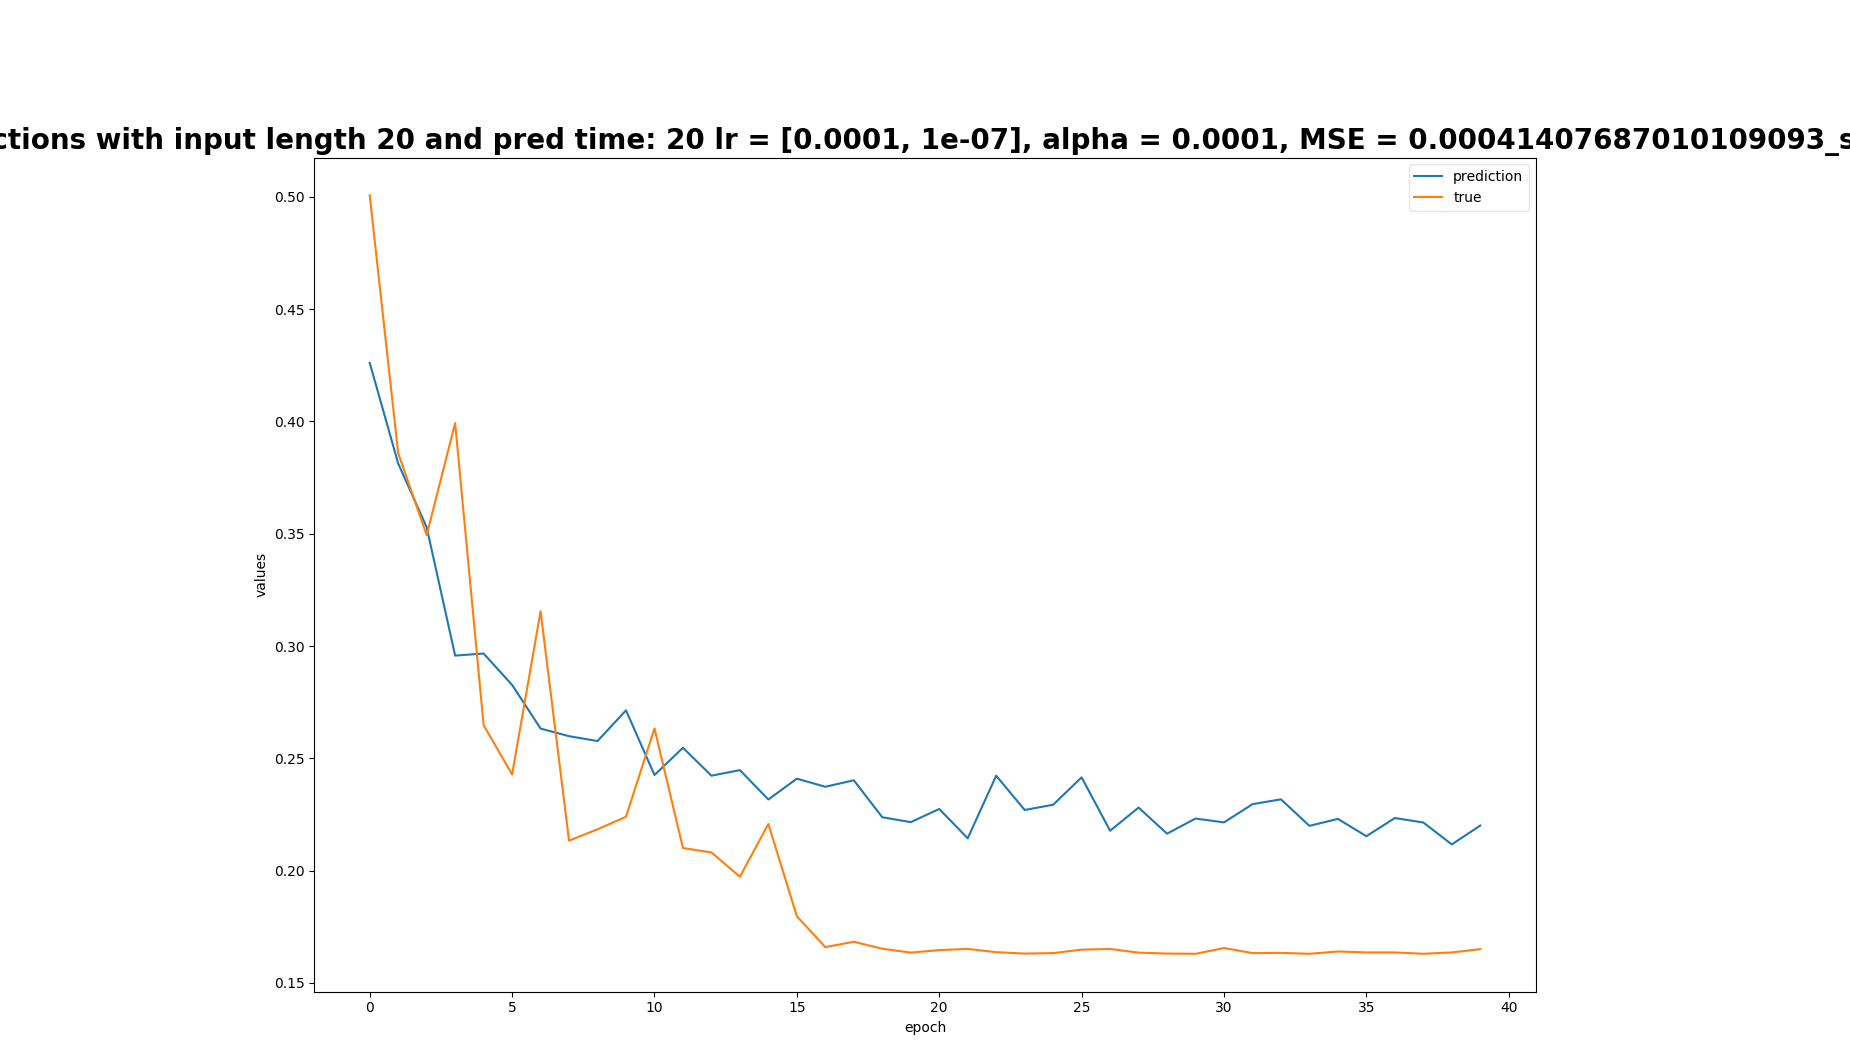 ctions with input length 20 and pred time: 20 lr = [0.0001, 1e-07], alpha = 0.0001, MSE = 0.00041407687010109093_s
prediction
true
0.50
0.45
0.40
0.35
0.30
0.25
0.20
0.15
values
0 5 10 15 20 25 30 35 40
epoch